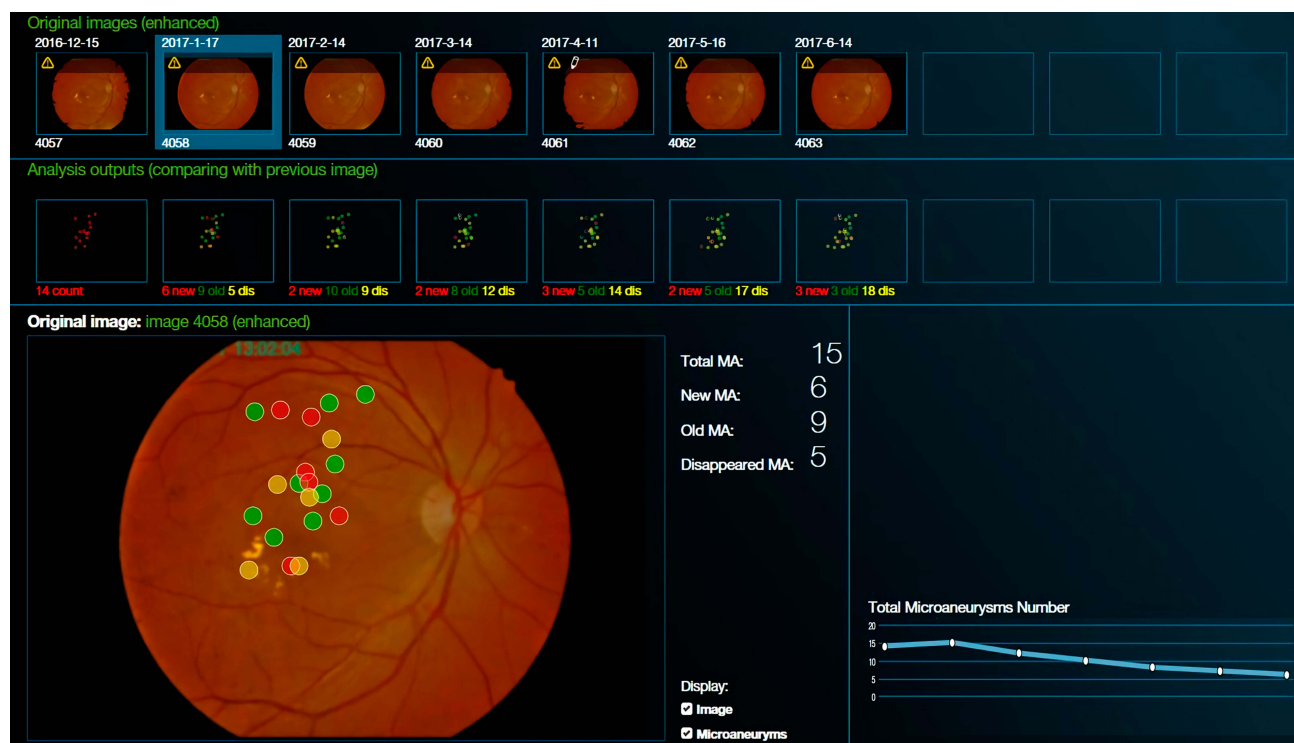 Original images (enhanced)
2016-12-15 2017-1-17 2017-2-14 2017-3-14 2017-4-11 2017-5-16 2017-6-14
4057 4058 4059 4060 4061 4062 4063
Analysis outputs (comparing with previous image)
14 count 6 new 9 old 5 dis 2 new 10 old 9 dis 2 new 8 old 12 dis 3 new 5 old 14 dis 2 new 5 old 17 dis 3 new 3 old 18 dis
Original image: image 4058 (enhanced)
13:02:04
Total MA: 15
New MA: 6
Old MA: 9
Disappeared MA: 5
Display:
Image
Microaneuryms
Total Microaneurysms Number
20
15
10
5
0